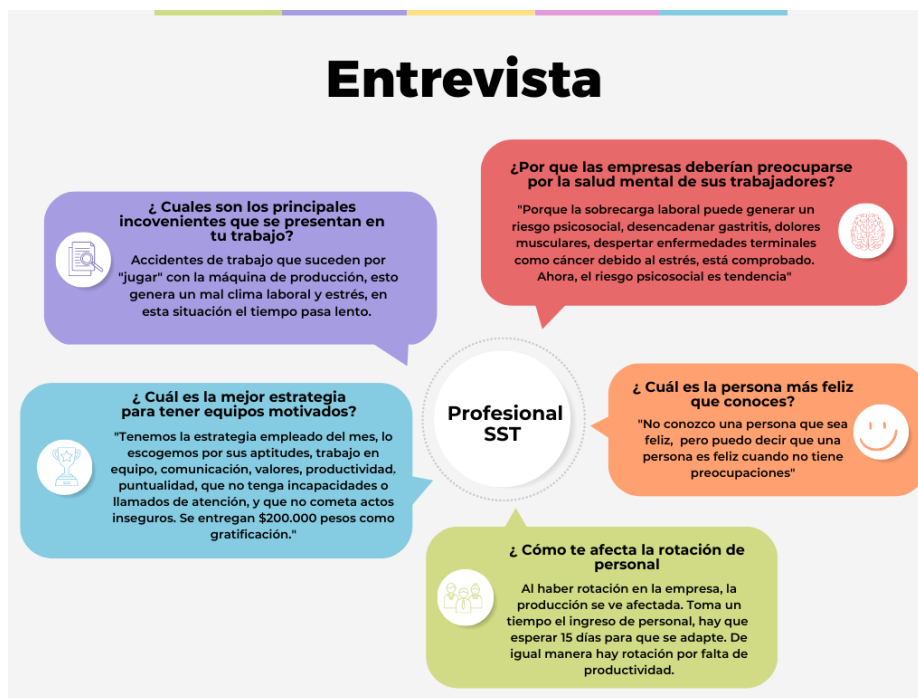 Entrevista
¿ Cuales son los principales
incovenientes que se presentan en
tu trabajo?
Accidentes de trabajo que suceden por
"jugar" con la máquina de producción, esto
genera un mal clima laboral y estrés, en
esta situación el tiempo pasa lento.
¿Por que las empresas deberían preocuparse
por la salud mental de sus trabajadores?
"Porque la sobrecarga laboral puede generar un
riesgo psicosocial, desencadenar gastritis, dolores
musculares, despertar enfermedades terminales
como cáncer debido al estrés, está comprobado.
Ahora, el riesgo psicosocial es tendencia"
¿ Cuál es la mejor estrategia
para tener equipos motivados?
"Tenemos la estrategia empleado del mes, lo
escogemos por sus aptitudes, trabajo en
equipo, comunicación, valores, productividad.
puntualidad, que no tenga incapacidades o
llamados de atención, y que no cometa actos
inseguros. Se entregan $200.000 pesos como
gratificación."
Profesional
SST
¿ Cuál es la persona más feliz
que conoces?
"No conozco una persona que sea
feliz, pero puedo decir que una
persona es feliz cuando no tiene
preocupaciones"
¿ Cómo te afecta la rotación de
personal
Al haber rotación en la empresa, la
producción se ve afectada. Toma un
tiempo el ingreso de personal, hay que
esperar 15 días para que se adapte. De
igual manera hay rotación por falta de
productividad.